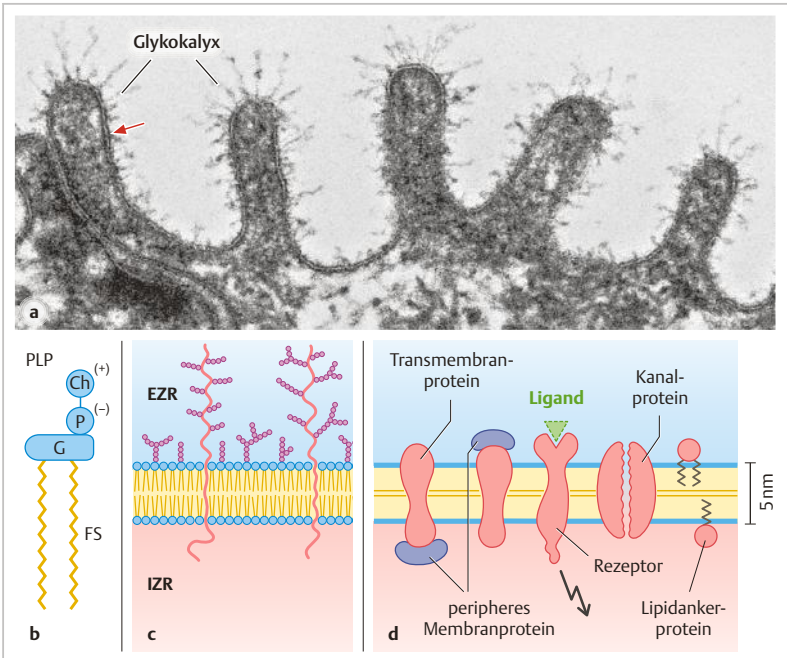 Glykokalyx
a
PLP
Ch
(+)
P
(–)
G
FS
b
EZR
IZR
c
Transmembran-
protein
Ligand
Kanal-
protein
5 nm
Rezeptor
peripheres
Membranprotein
Lipidanker-
protein
d